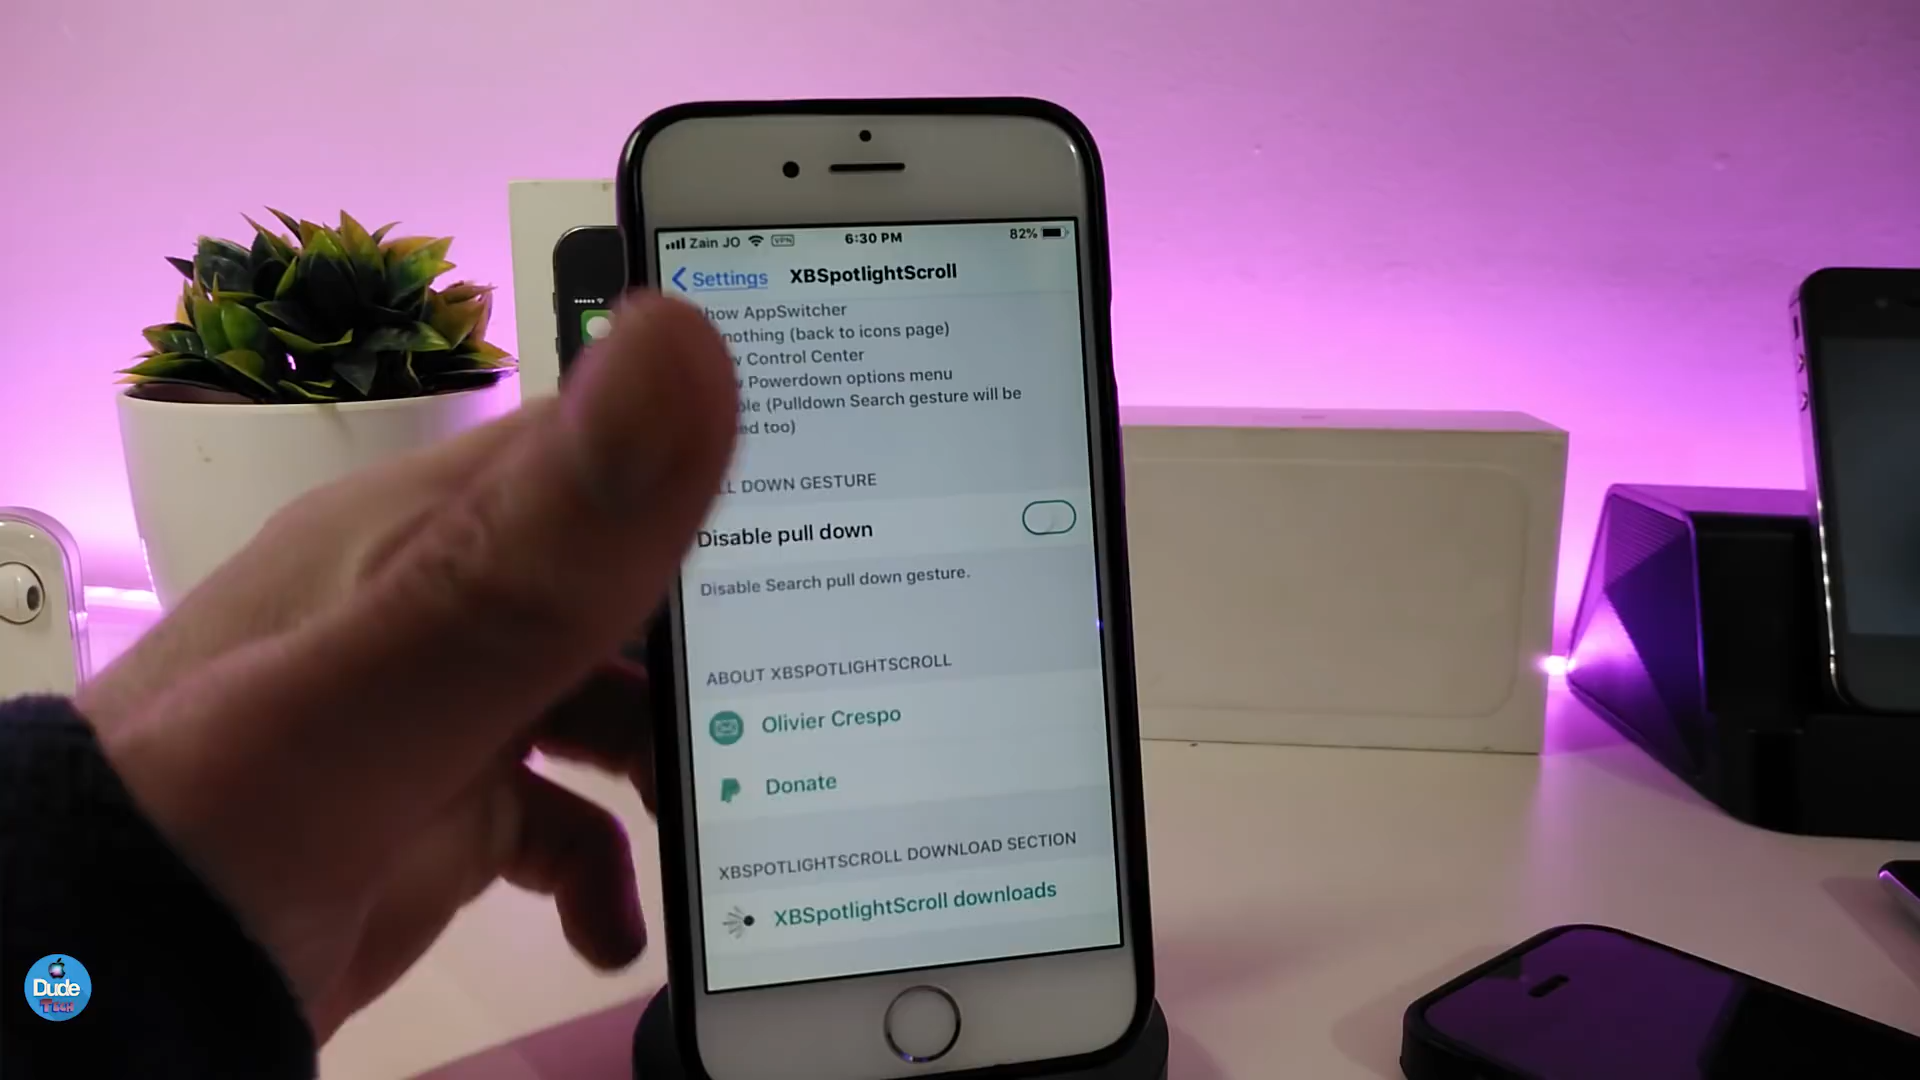 Zain JO VPN 6:30 PM 82%
Settings XBSpotlightScroll
how AppSwitcher
nothing (back to icons page)
Control Center
Powerdown options menu
(Pulldown Search gesture will be
ed too)
DOWN GESTURE
Disable pull down
Disable Search pull down gesture.
ABOUT XBSPOTLIGHTSCROLL
Olivier Crespo
Donate
XBSPOTLIGHTSCROLL DOWNLOAD SECTION
XBSpotlightScroll downloads
Dude
Tech